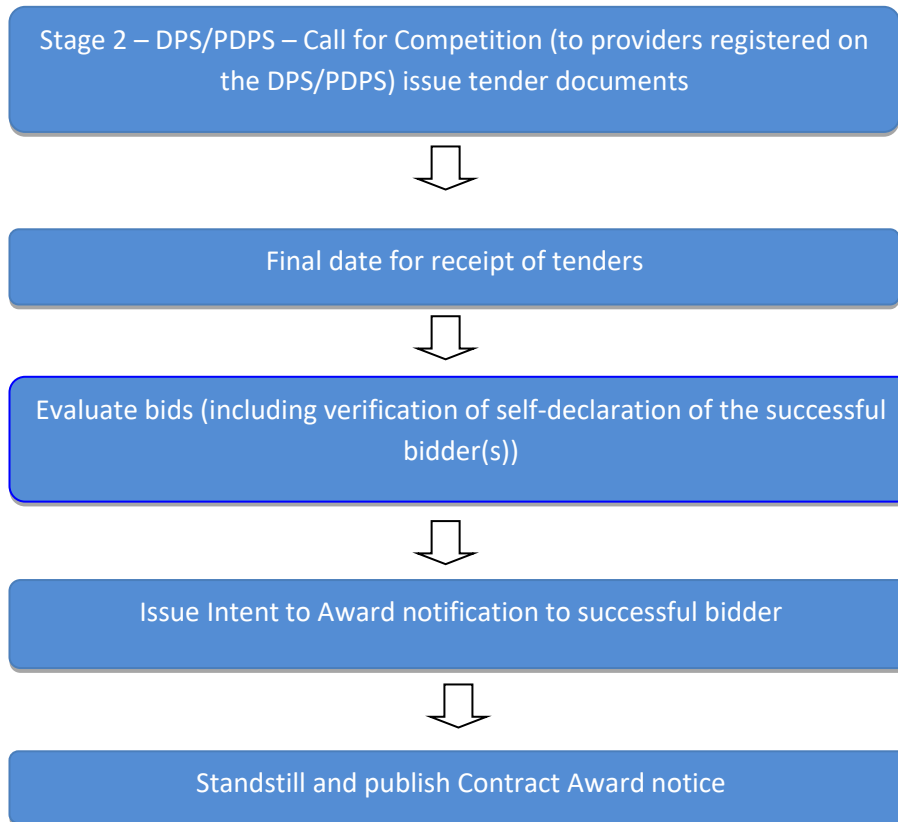 Stage 2 – DPS/PDPS – Call for Competition (to providers registered on
the DPS/PDPS) issue tender documents
Final date for receipt of tenders
Evaluate bids (including verification of self-declaration of the successful
bidder(s))
Issue Intent to Award notification to successful bidder
Standstill and publish Contract Award notice